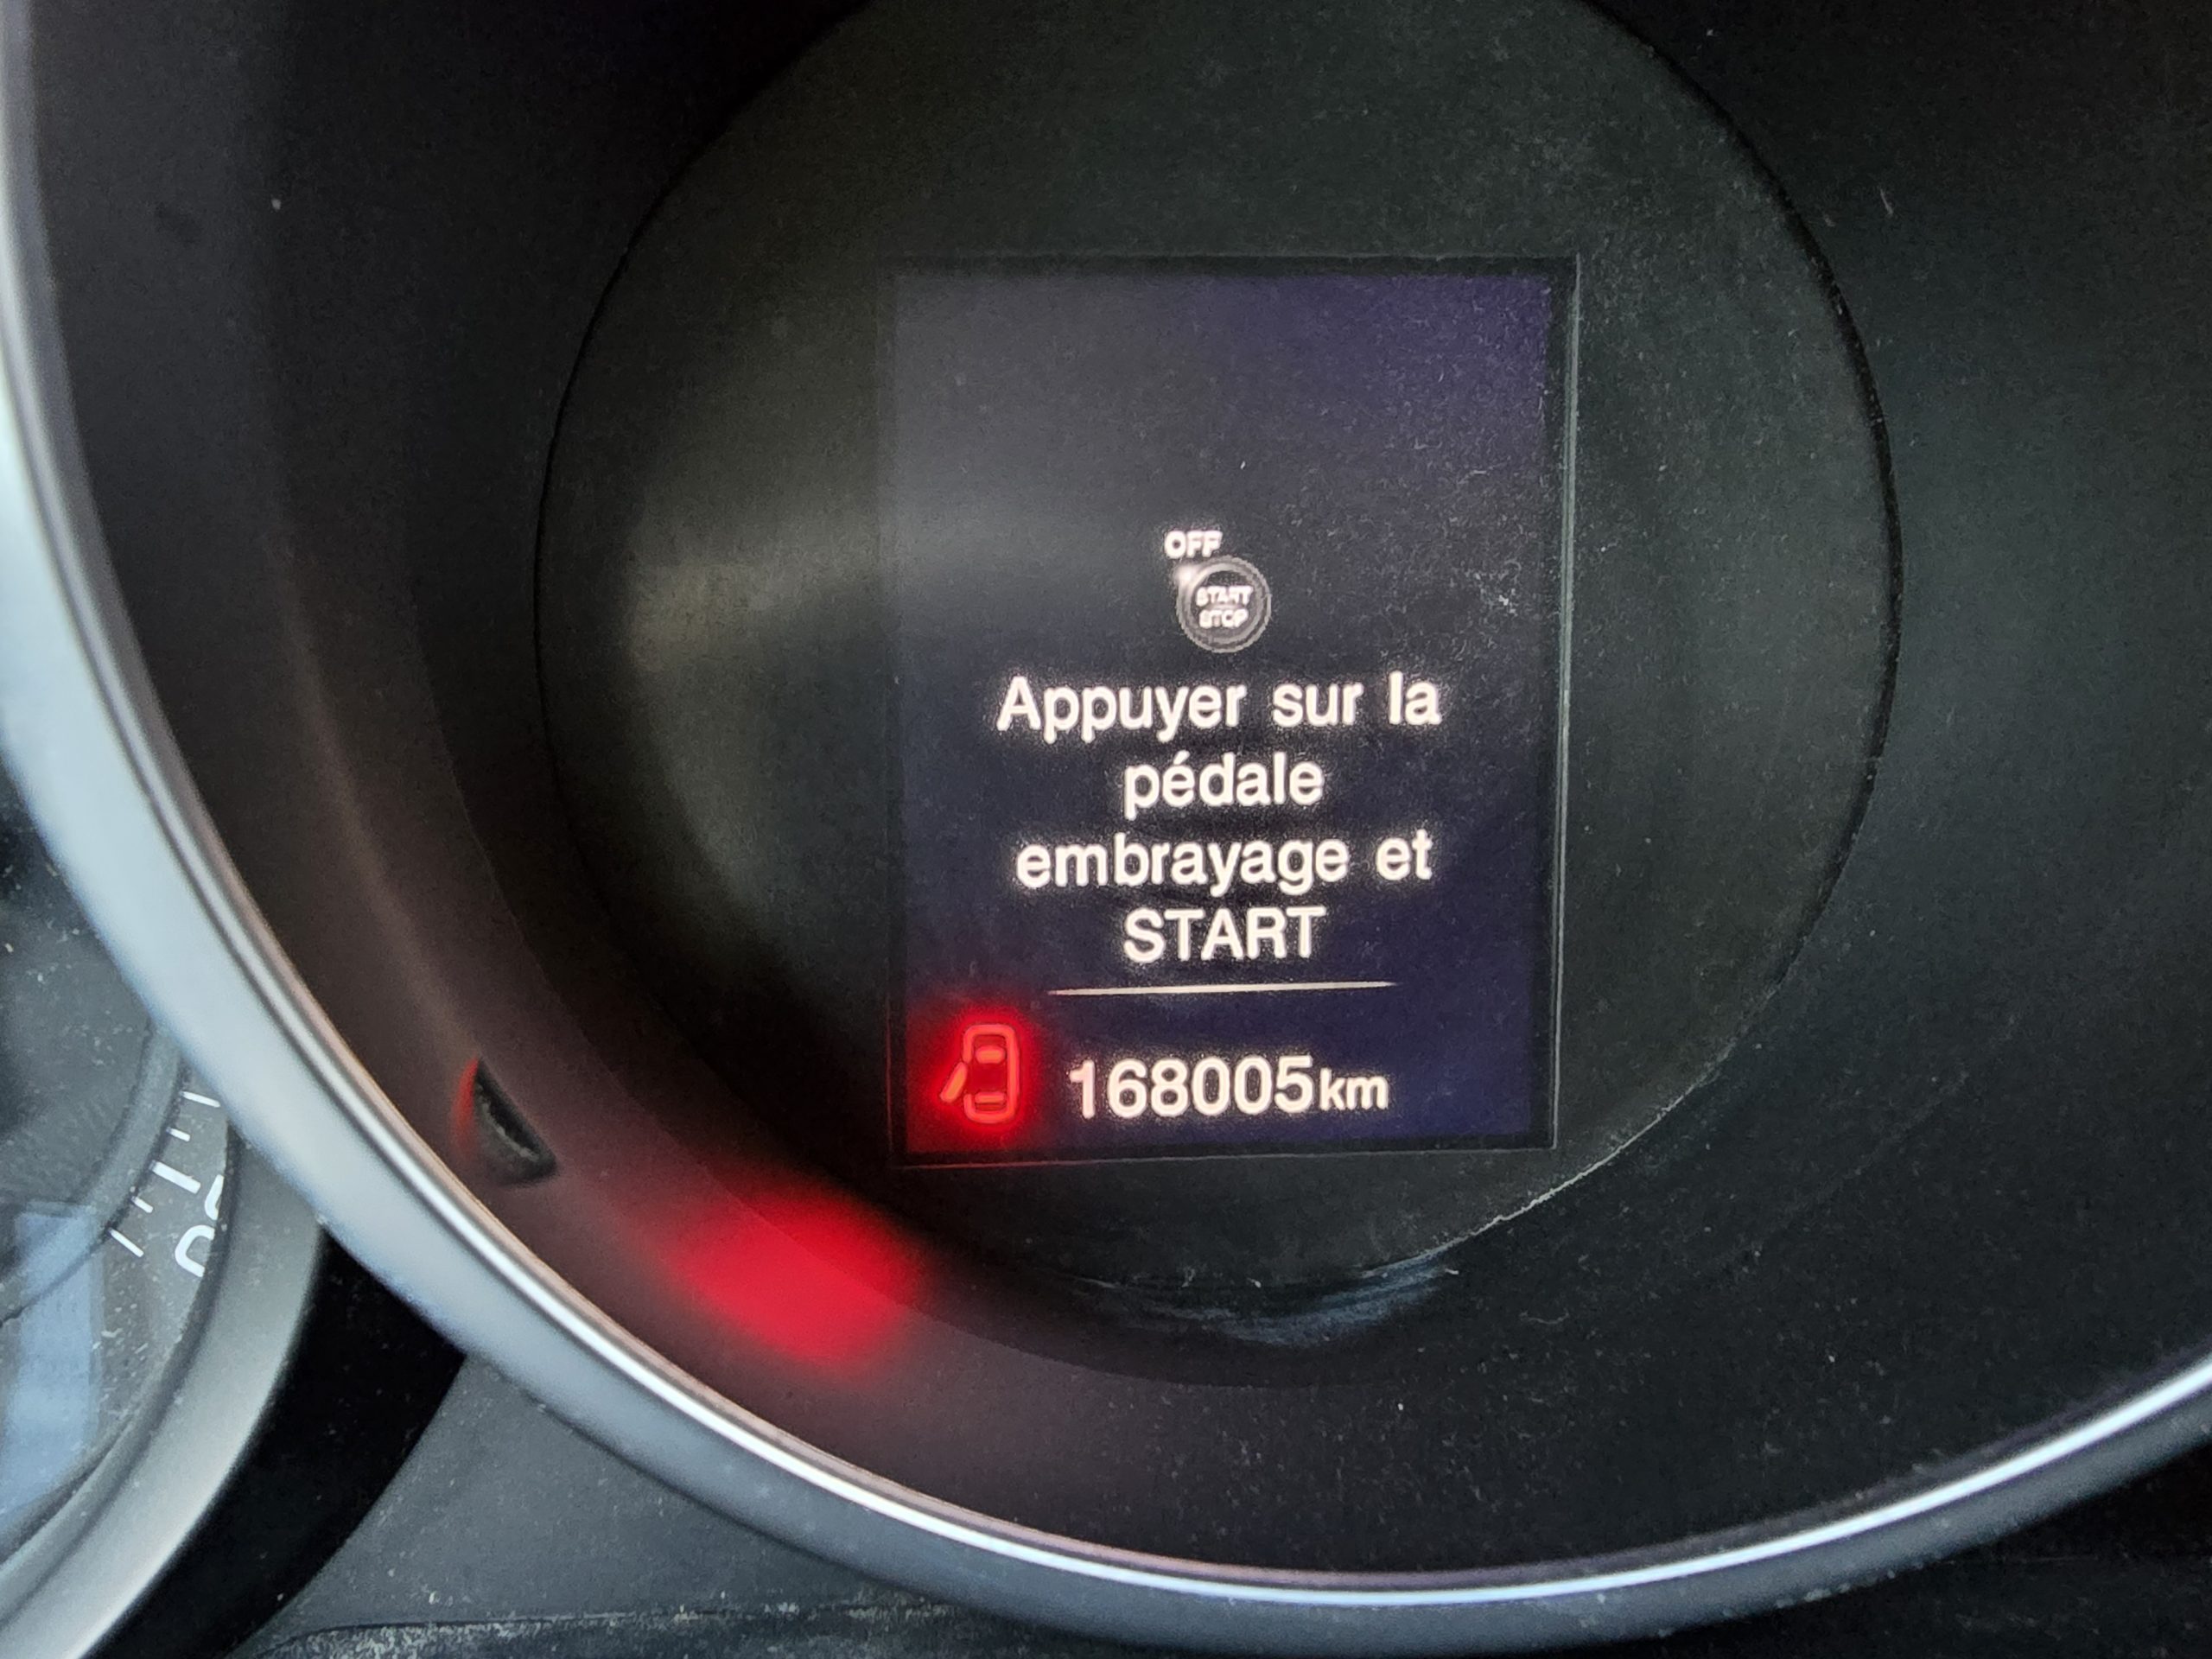 OFF
START
STOP
Appuyer sur la
pédale
embrayage et
START
168005km